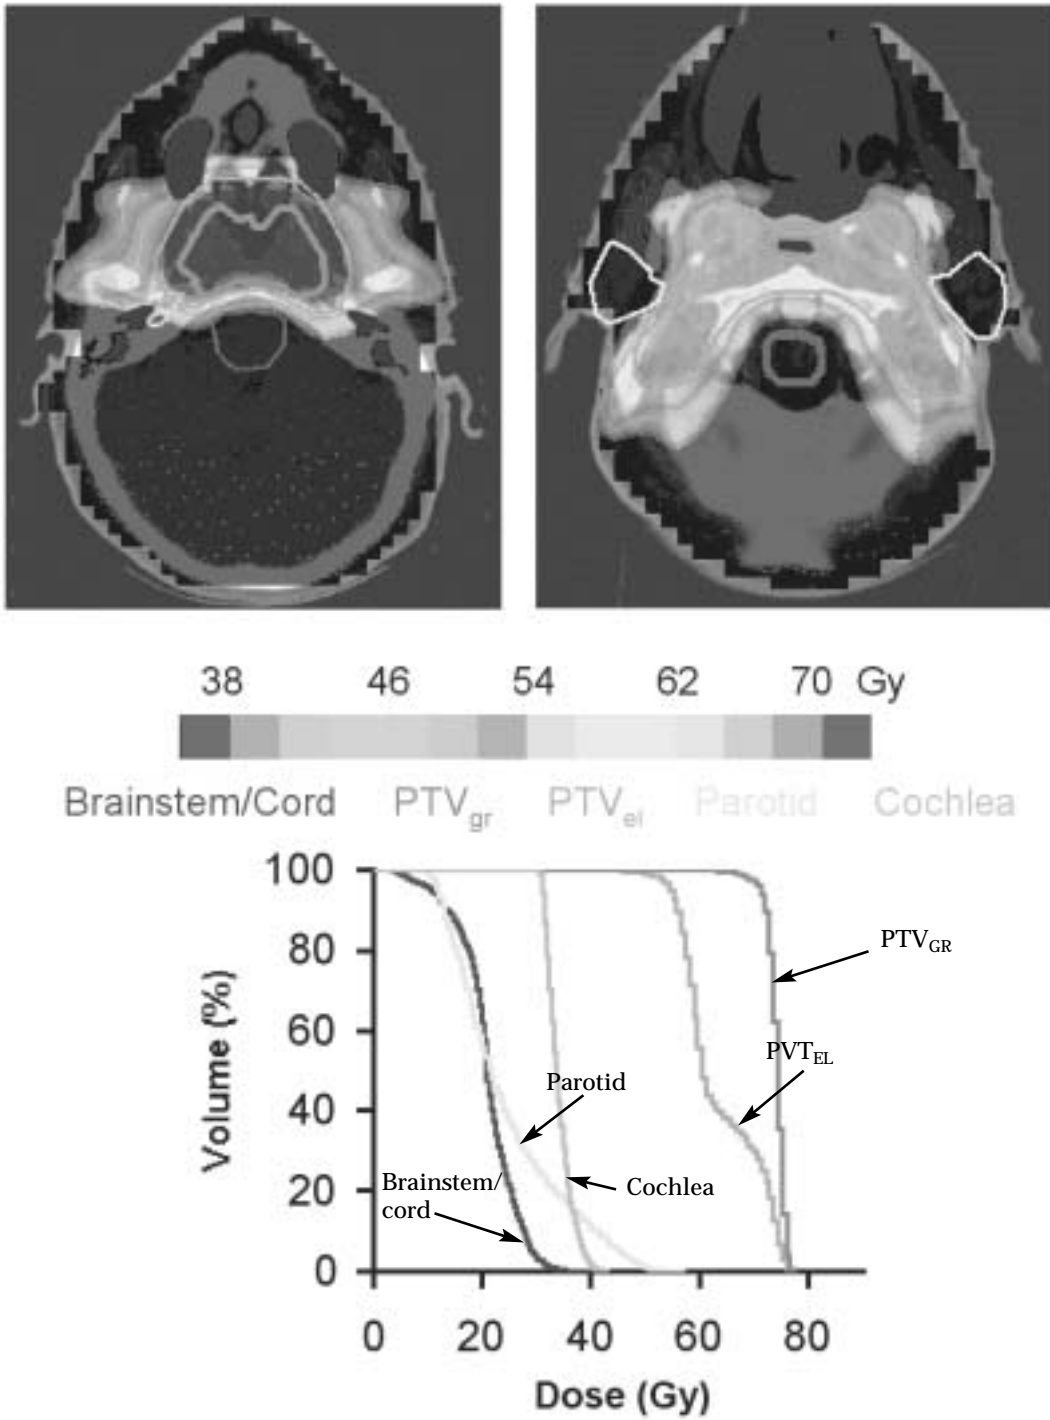 38 46 54 62 70 Gy
Brainstem/Cord PTVgr PTVel Parotid Cochlea
100
80
60
40
20
0
Volume (%)
PTVGR
PVTEL
Parotid
Cochlea
Brainstem/
cord
0 20 40 60 80
Dose (Gy)